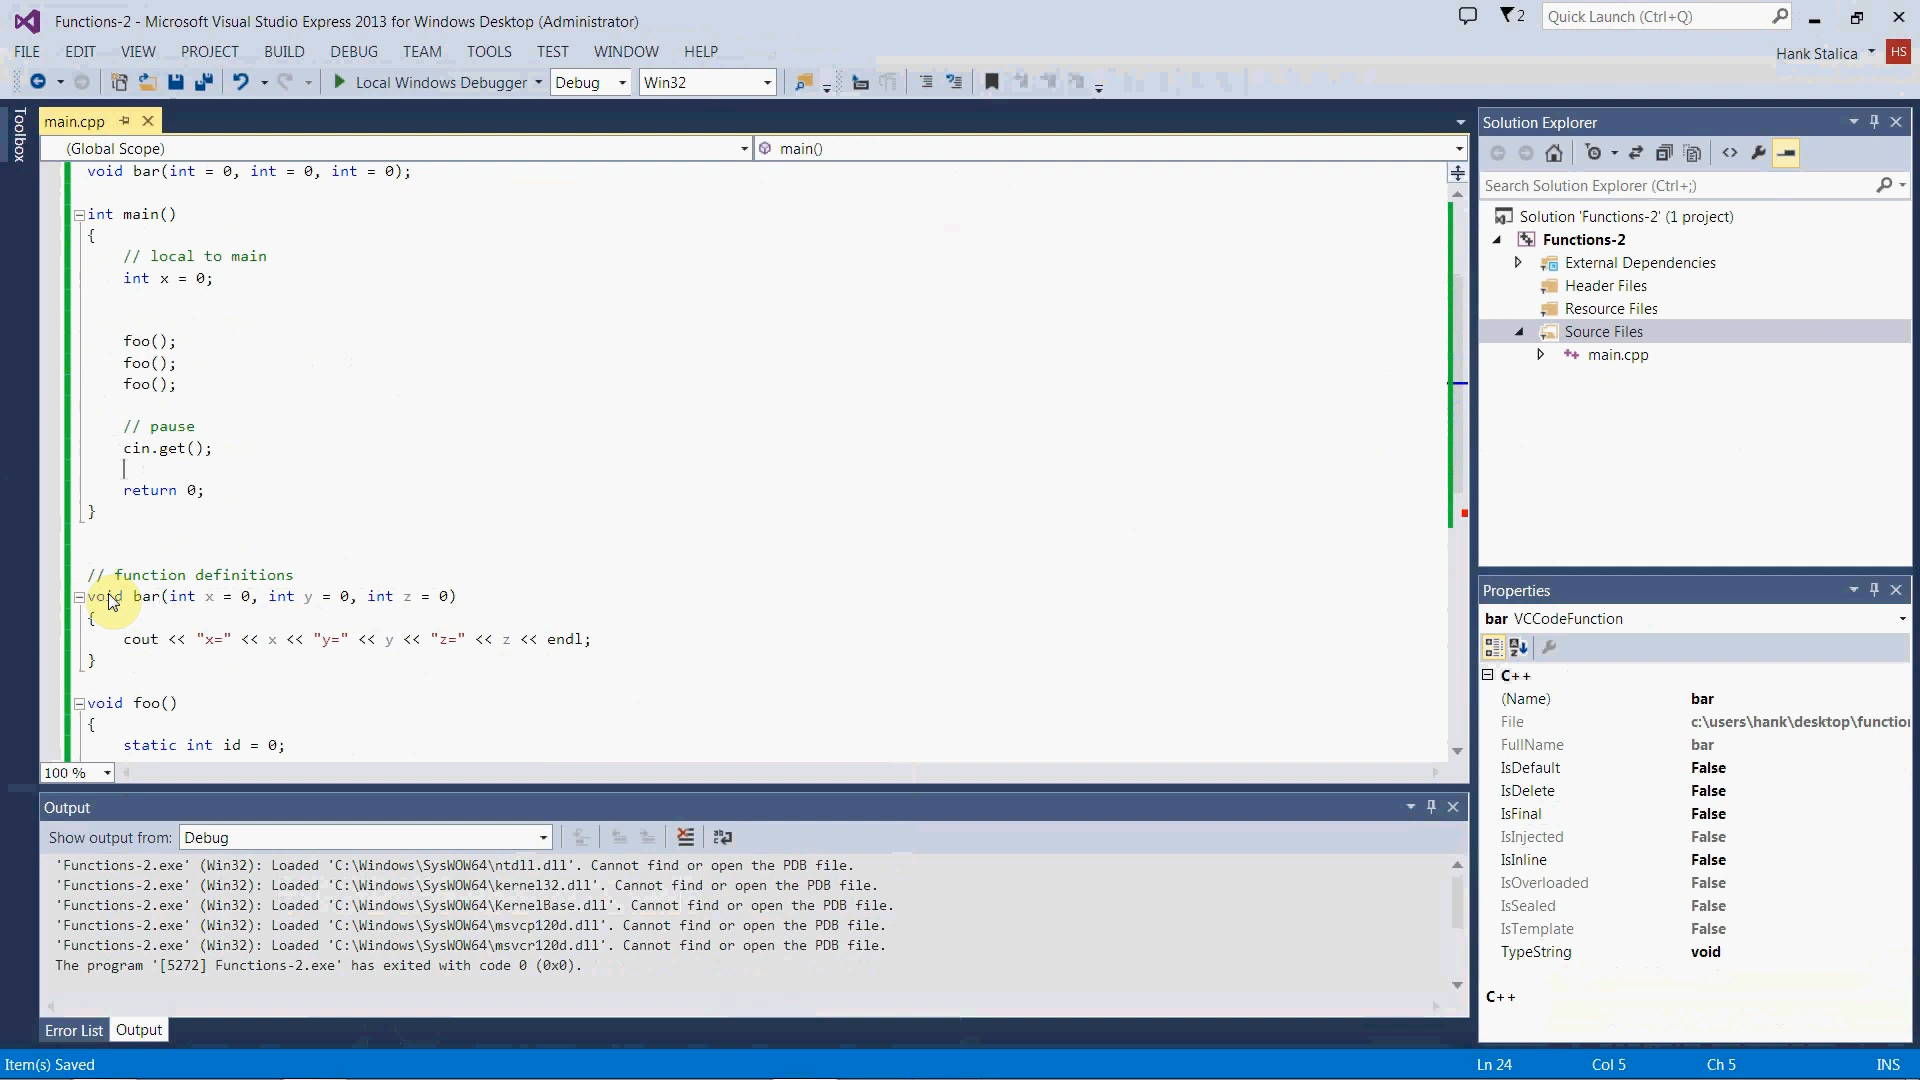 Functions-2 - Microsoft Visual Studio Express 2013 for Windows Desktop (Administrator)
2
Quick Launch (Ctrl+Q)
FILE EDIT VIEW PROJECT BUILD DEBUG TEAM TOOLS TEST WINDOW HELP
Hank Stalica
HS
Local Windows Debugger
Debug
Win32
Toolbox
main.cpp
(Global Scope)
main()
void bar(int = 0, int = 0, int = 0);
int main()
{
// local to main
int x = 0;
foo();
foo();
foo();
// pause
cin.get();
return 0;
}
// function definitions
void bar(int x = 0, int y = 0, int z = 0)
{
cout << "x=" << x << "y=" << y << "z=" << z << endl;
}
void foo()
{
static int id = 0;
100 %
Output
Show output from: Debug
'Functions-2.exe' (Win32): Loaded 'C:\Windows\SysWOW64\ntdll.dll'. Cannot find or open the PDB file.
'Functions-2.exe' (Win32): Loaded 'C:\Windows\SysWOW64\kernel32.dll'. Cannot find or open the PDB file.
'Functions-2.exe' (Win32): Loaded 'C:\Windows\SysWOW64\KernelBase.dll'. Cannot find or open the PDB file.
'Functions-2.exe' (Win32): Loaded 'C:\Windows\SysWOW64\msvcp120d.dll'. Cannot find or open the PDB file.
'Functions-2.exe' (Win32): Loaded 'C:\Windows\SysWOW64\msvcr120d.dll'. Cannot find or open the PDB file.
The program '[5272] Functions-2.exe' has exited with code 0 (0x0).
Error List
Output
Solution Explorer
Search Solution Explorer (Ctrl+;)
Solution 'Functions-2' (1 project)
Functions-2
External Dependencies
Header Files
Resource Files
Source Files
main.cpp
Properties
bar VCCodeFunction
C++
(Name) bar
File c:\users\hank\desktop\functio
FullName bar
IsDefault False
IsDelete False
IsFinal False
IsInjected False
IsInline False
IsOverloaded False
IsSealed False
IsTemplate False
TypeString void
C++
Item(s) Saved
Ln 24
Col 5
Ch 5
INS